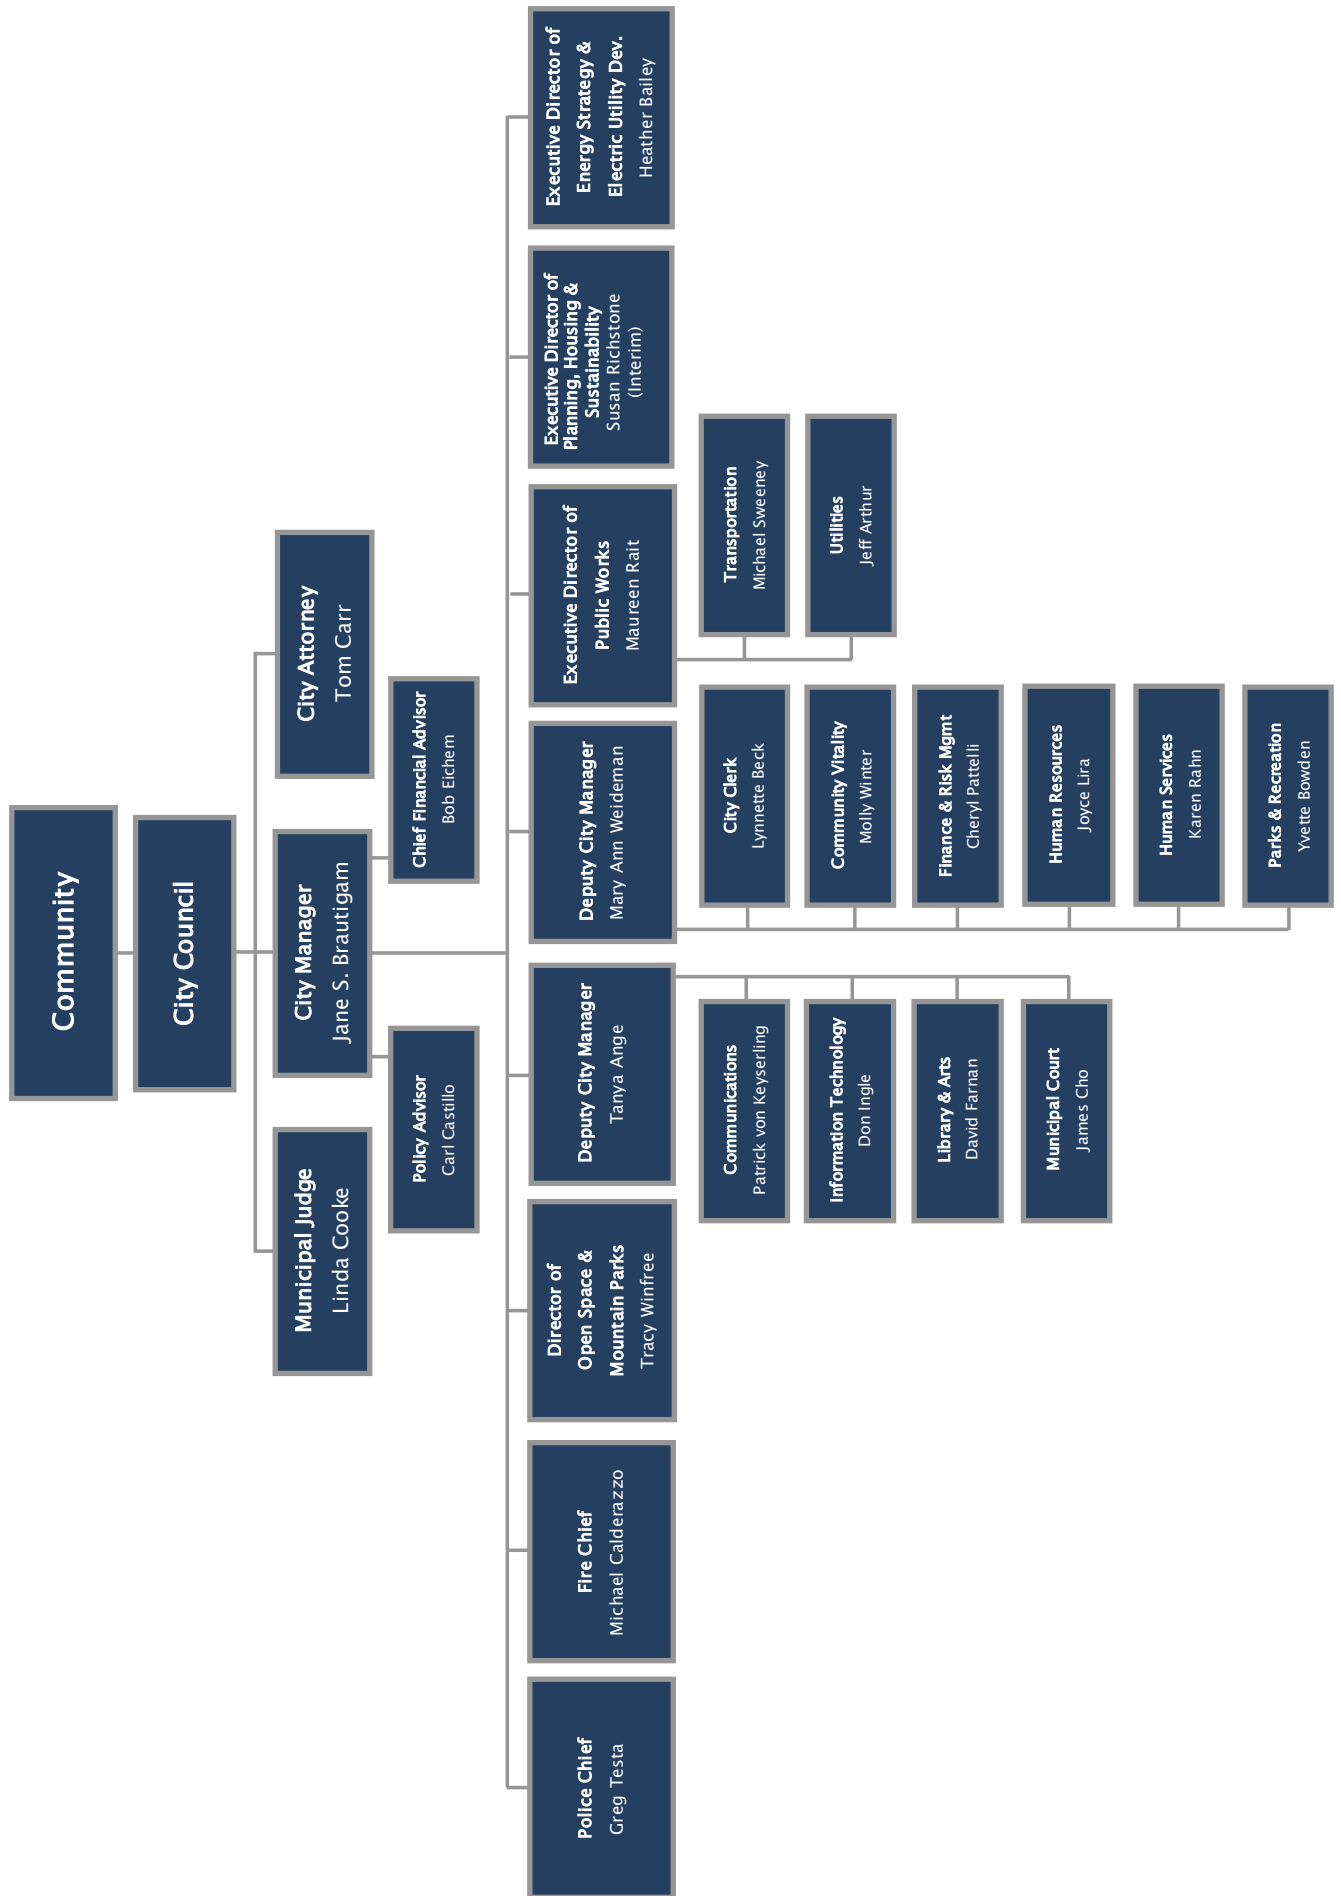 Community
City Council
Municipal Judge
Linda Cooke
City Manager
Jane S. Brautigam
City Attorney
Tom Carr
Policy Advisor
Carl Castillo
Chief Financial Advisor
Bob Eichem
Police Chief
Greg Testa
Fire Chief
Michael Calderazzo
Director of
Open Space &
Mountain Parks
Tracy Winfree
Deputy City Manager
Tanya Ange
Deputy City Manager
Mary Ann Weideman
Executive Director of
Public Works
Maureen Rait
Executive Director of
Planning, Housing &
Sustainability
Susan Richstone
(Interim)
Executive Director of
Energy Strategy &
Electric Utility Dev.
Heather Bailey
Communications
Patrick von Keyserling
Information Technology
Don Ingle
Library & Arts
David Farnan
Municipal Court
James Cho
City Clerk
Lynnette Beck
Community Vitality
Molly Winter
Finance & Risk Mgmt
Cheryl Pattelli
Human Resources
Joyce Lira
Human Services
Karen Rahn
Parks & Recreation
Yvette Bowden
Transportation
Michael Sweeney
Utilities
Jeff Arthur